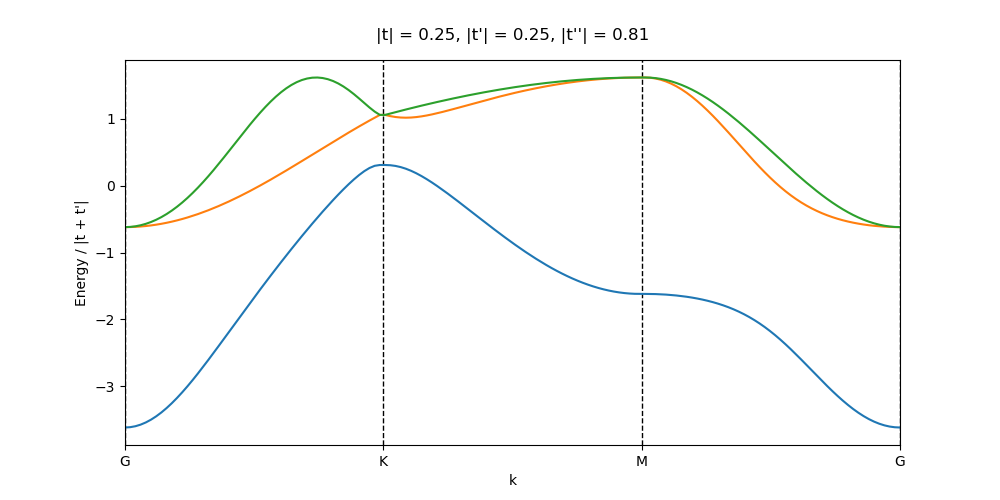 |t| = 0.25, |t'| = 0.25, |t''| = 0.81
Energy / |t + t'|
1
0
−1
−2
−3
G K M G
k